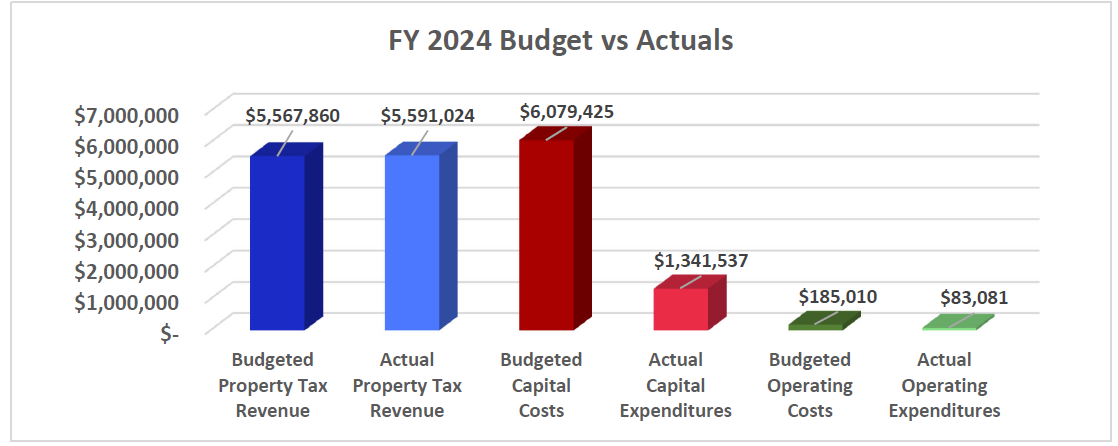 FY 2024 Budget vs Actuals
$7,000,000
$6,000,000
$5,000,000
$4,000,000
$3,000,000
$2,000,000
$1,000,000
$-
$5,567,860
$5,591,024
$6,079,425
$1,341,537
$185,010
$83,081
Budgeted
Property Tax
Revenue
Actual
Property Tax
Revenue
Budgeted
Capital
Costs
Actual
Capital
Expenditures
Budgeted
Operating
Costs
Actual
Operating
Expenditures